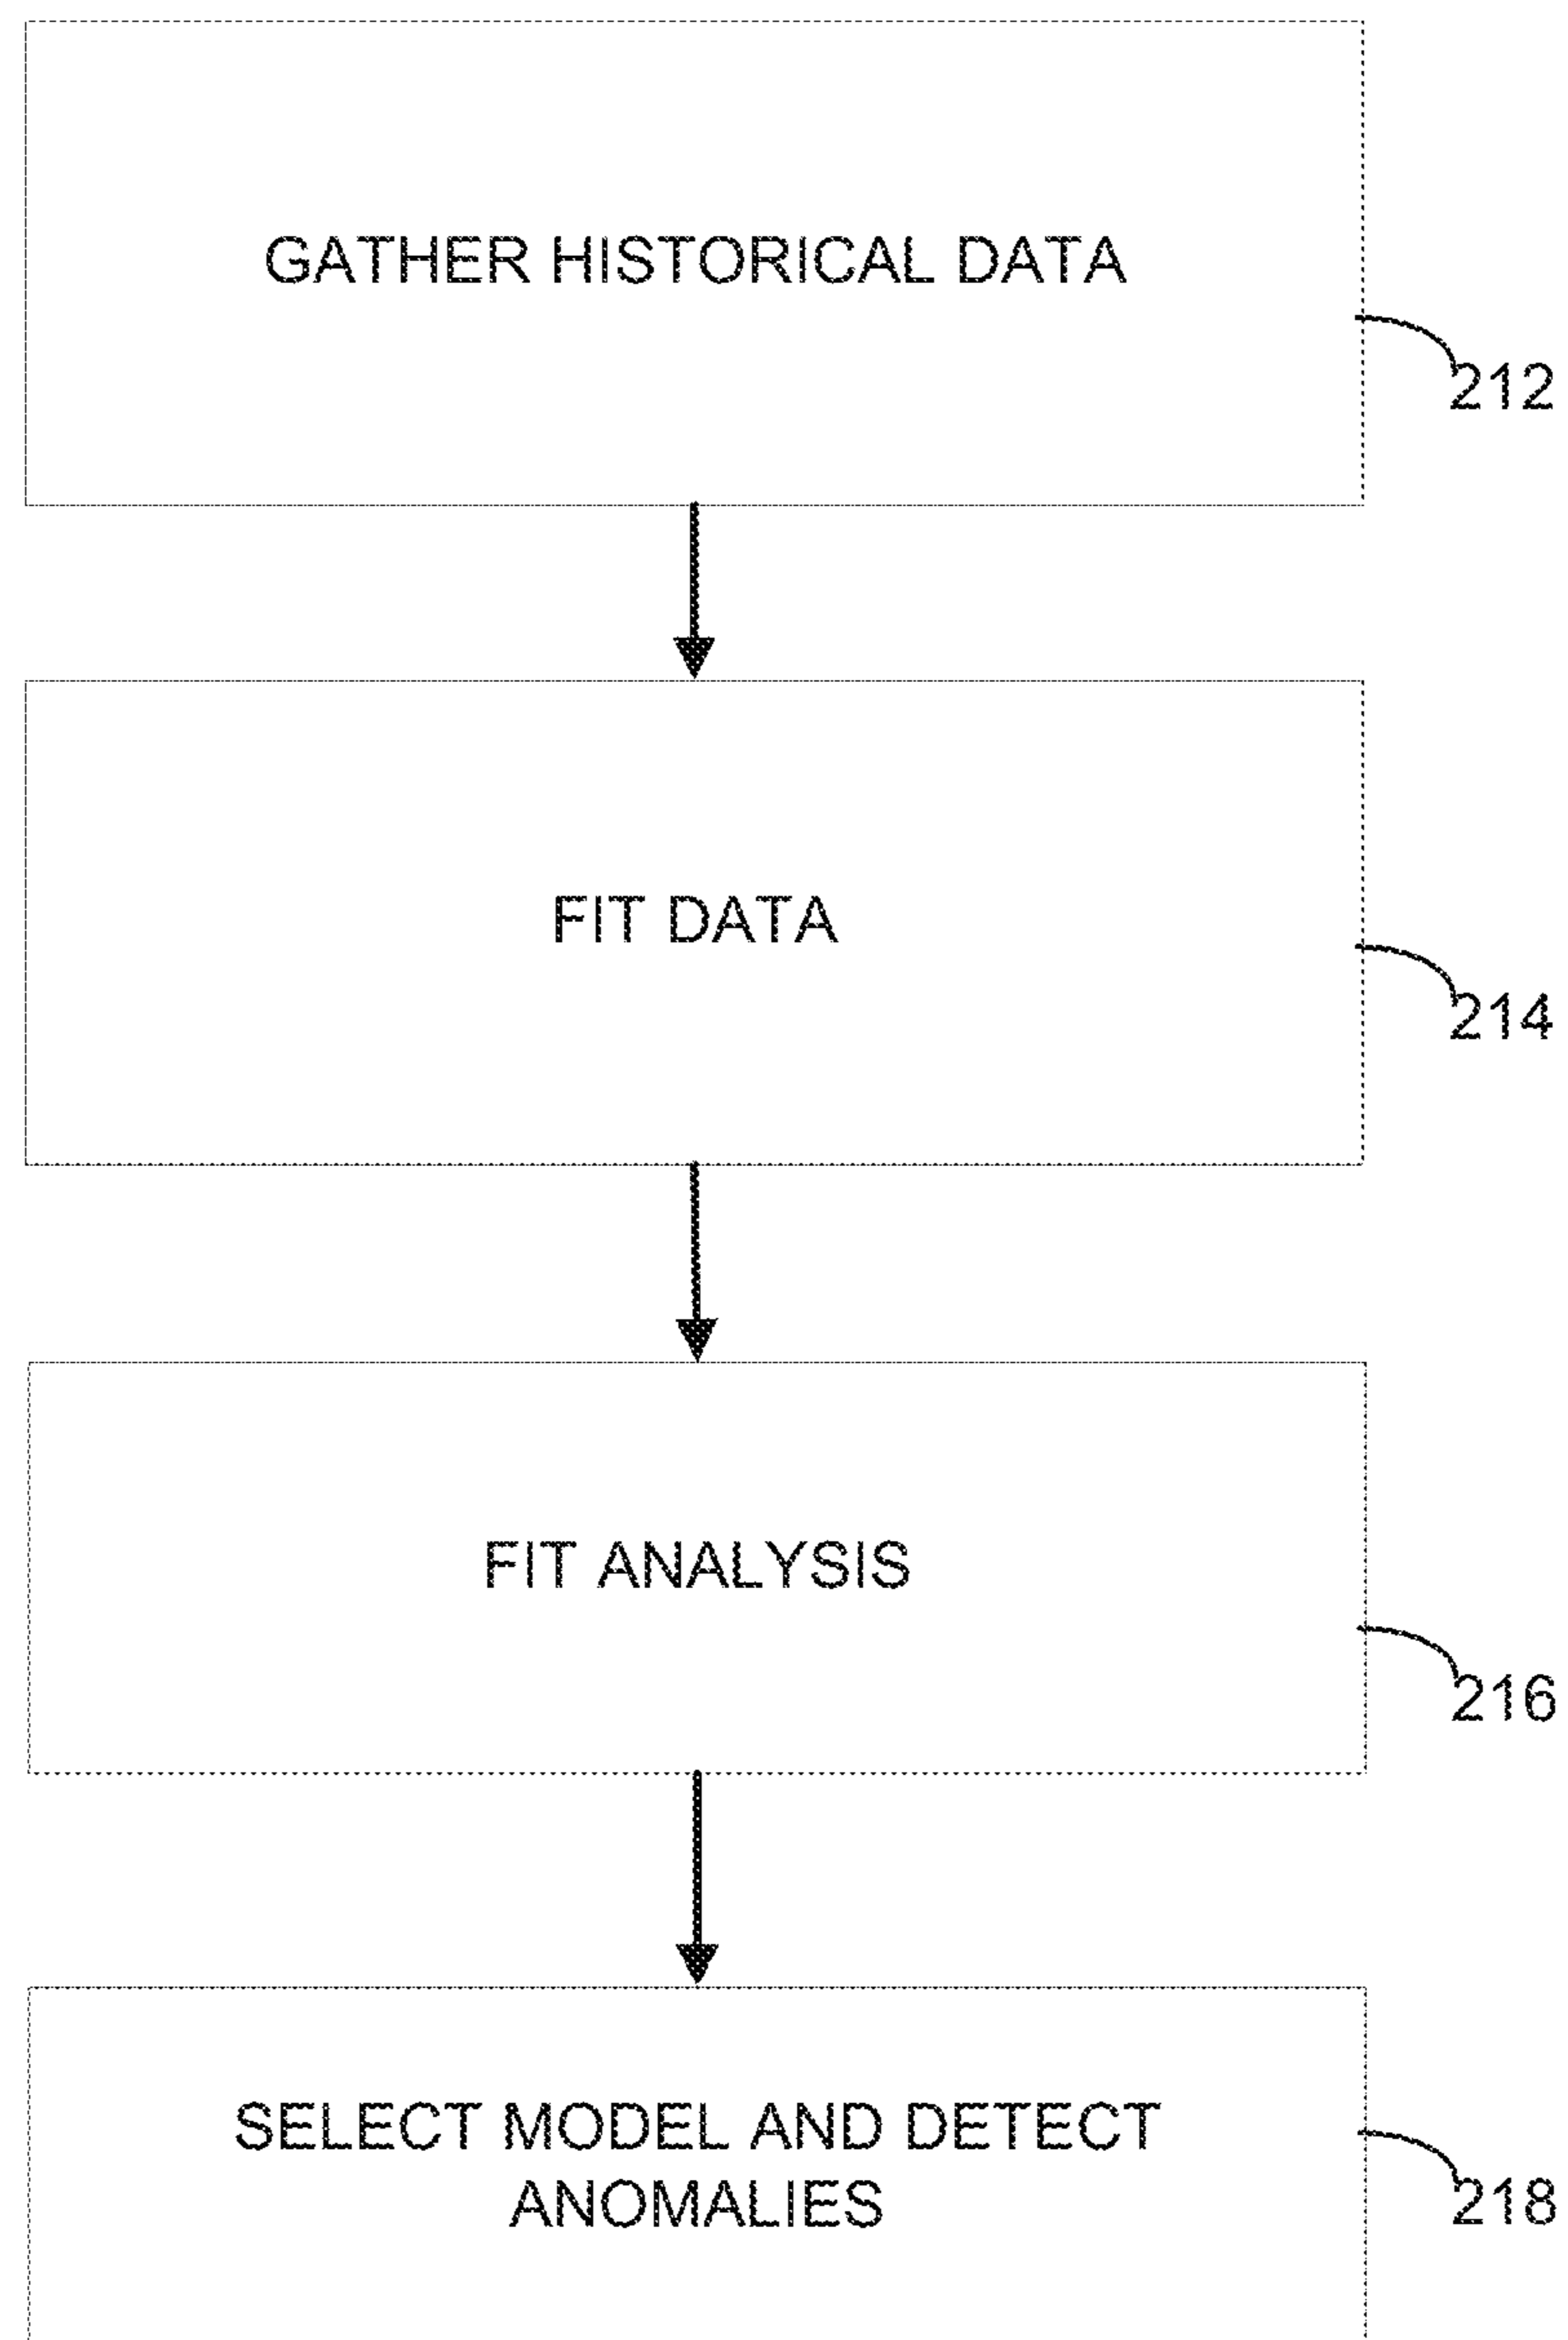 GATHER HISTORICAL DATA
212
FIT DATA
214
FIT ANALYSIS
216
SELECT MODEL AND DETECT
ANOMALIES
218